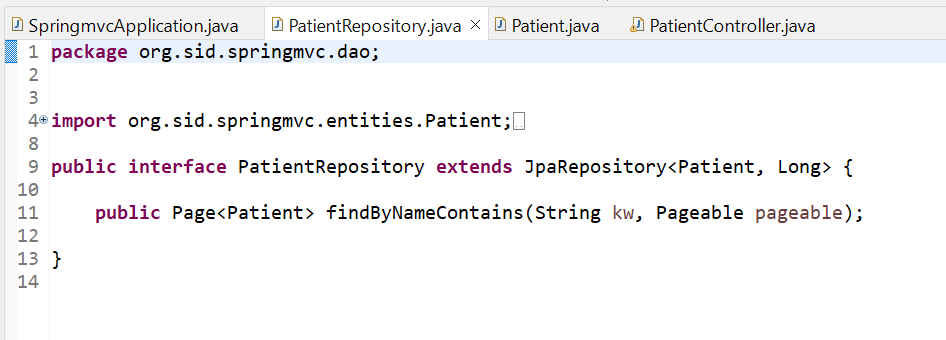 SpringmvcApplication.java PatientRepository.java Patient.java PatientController.java
1 package org.sid.springmvc.dao;
2
3
4 import org.sid.springmvc.entities.Patient;
8
9 public interface PatientRepository extends JpaRepository<Patient, Long> {
10
11 public Page<Patient> findByNameContains(String kw, Pageable pageable);
12
13 }
14